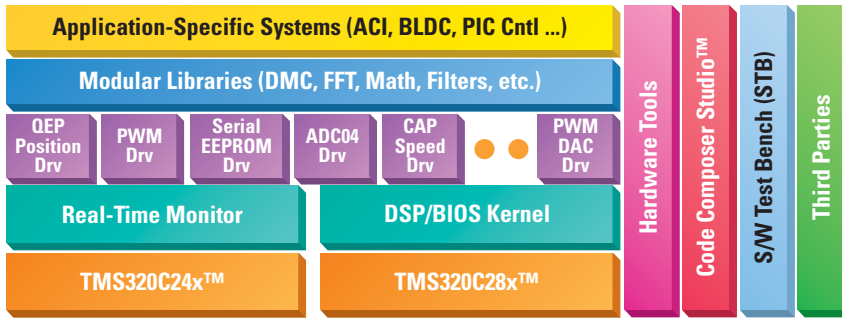 Application-Specific Systems (ACI, BLDC, PIC Cntl ...)
Modular Libraries (DMC, FFT, Math, Filters, etc.)
QEP
Position
Drv
PWM
Drv
Serial
EEPROM
Drv
ADC04
Drv
CAP
Speed
Drv
PWM
DAC
Drv
Real-Time Monitor
DSP/BIOS Kernel
TMS320C24x™
TMS320C28x™
Hardware Tools
Code Composer Studio™
S/W Test Bench (STB)
Third Parties